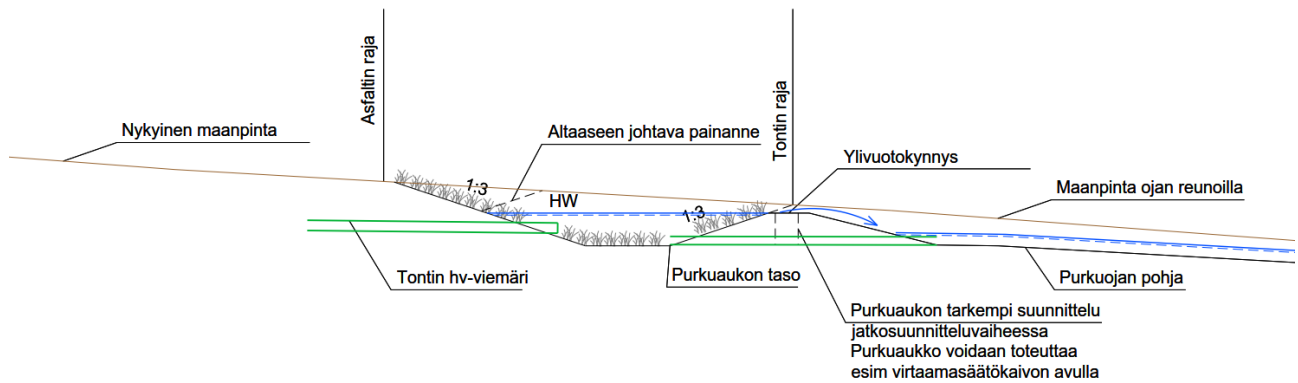 Asfaltin raja
Tontin raja
Nykyinen maanpinta
Altaaseen johtava painanne
Ylivuotokynnys
Maanpinta ojan reunoilla
1:3
HW
1:3
Tontin hv-viemäri
Purkuaukon taso
Purkuojan pohja
Purkuaukon tarkempi suunnittelu
jatkosuunnitteluvaiheessa
Purkuaukko voidaan toteuttaa
esim virtaamasäätökaivon avulla